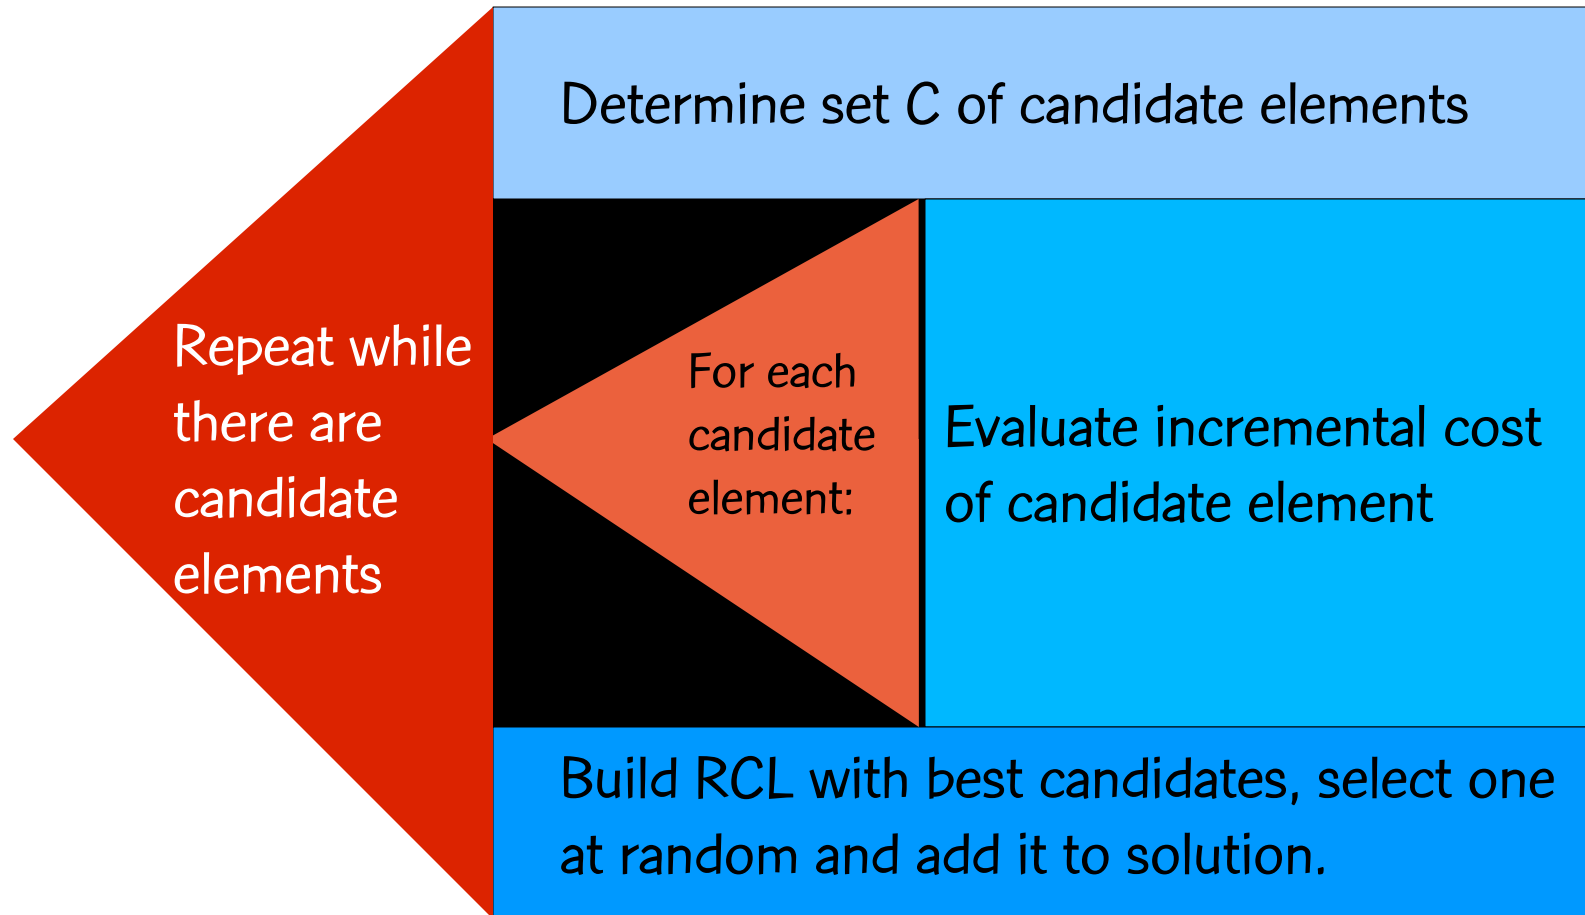 Determine set C of candidate elements
Repeat while
there are
candidate
elements
For each
candidate
element:
Evaluate incremental cost
of candidate element
Build RCL with best candidates, select one
at random and add it to solution.